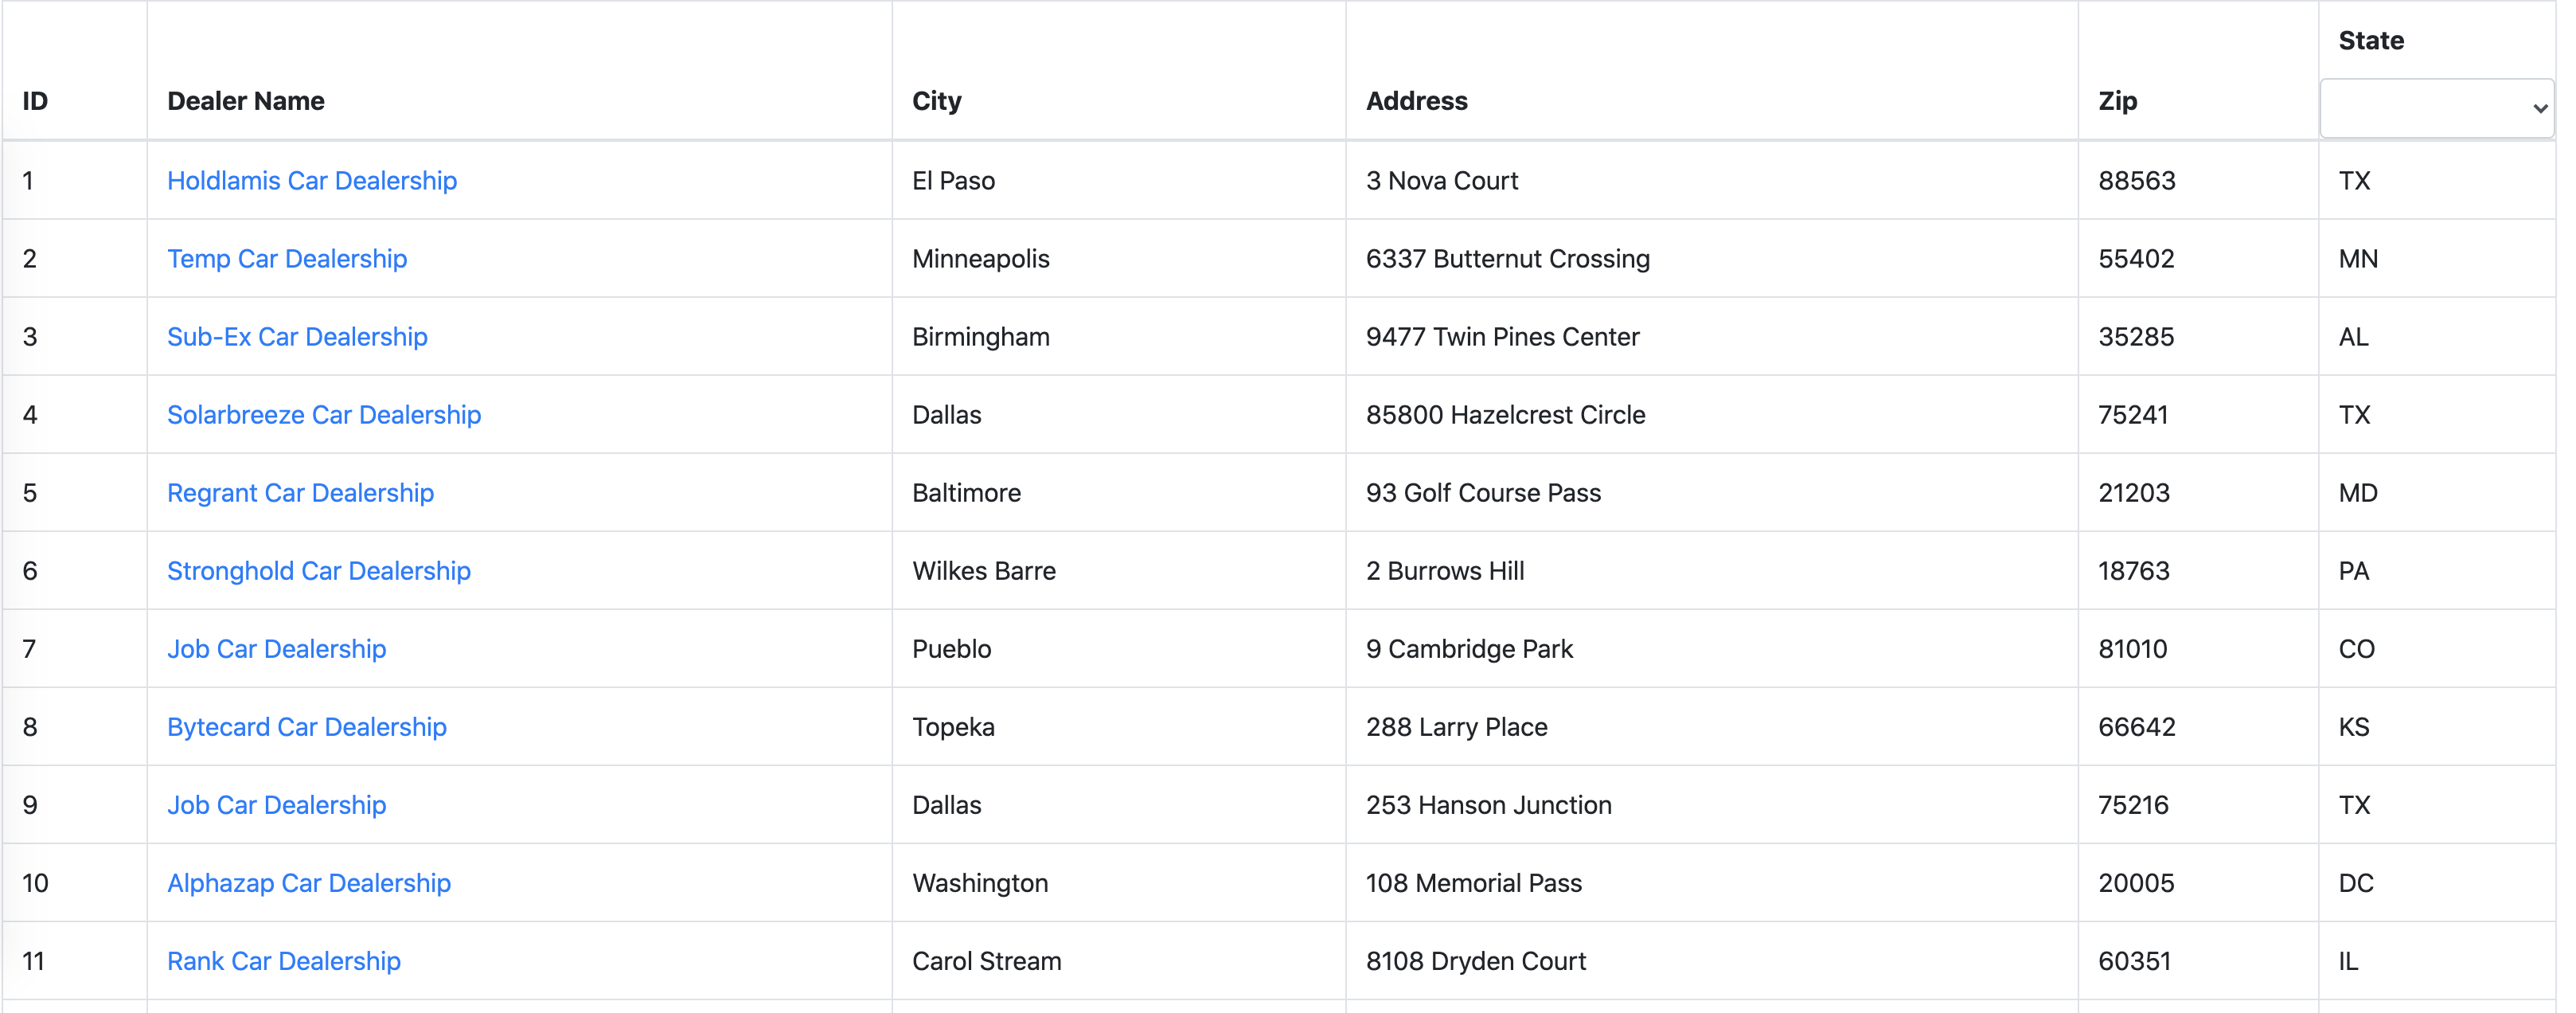 State
ID Dealer Name City Address Zip
1 Holdlamis Car Dealership El Paso 3 Nova Court 88563 TX
2 Temp Car Dealership Minneapolis 6337 Butternut Crossing 55402 MN
3 Sub-Ex Car Dealership Birmingham 9477 Twin Pines Center 35285 AL
4 Solarbreeze Car Dealership Dallas 85800 Hazelcrest Circle 75241 TX
5 Regrant Car Dealership Baltimore 93 Golf Course Pass 21203 MD
6 Stronghold Car Dealership Wilkes Barre 2 Burrows Hill 18763 PA
7 Job Car Dealership Pueblo 9 Cambridge Park 81010 CO
8 Bytecard Car Dealership Topeka 288 Larry Place 66642 KS
9 Job Car Dealership Dallas 253 Hanson Junction 75216 TX
10 Alphazap Car Dealership Washington 108 Memorial Pass 20005 DC
11 Rank Car Dealership Carol Stream 8108 Dryden Court 60351 IL